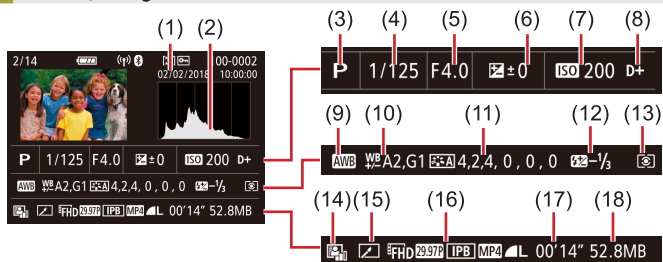 (1) (2) (3) (4) (5) (6) (7) (8)
2/14 00-0002
02/02/2018 10:00:00
P 1/125 F4.0 ±0 ISO 200 D+
P 1/125 F4.0 ±0 ISO 200 D+
(9) (10) (11) (12) (13)
AWB WB +/- A2,G1 A 4,2,4, 0, 0, 0 -1/3
AWB WB +/- A2,G1 A 4,2,4, 0, 0, 0 -1/3
(14) (15) (16) (17) (18)
FHD 29.97P IPB MP4 L 00'14" 52.8MB
FHD 29.97P IPB MP4 L 00'14" 52.8MB